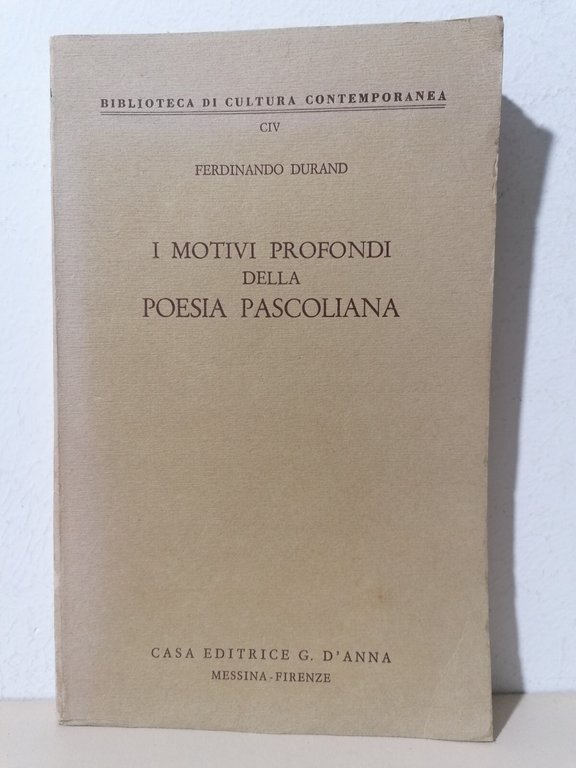 BIBLIOTECA DI CULTURA CONTEMPORANEA
CIV
FERDINANDO DURAND
I MOTIVI PROFONDI
DELLA
POESIA PASCOLIANA
CASA EDITRICE G. D'ANNA
MESSINA - FIRENZE